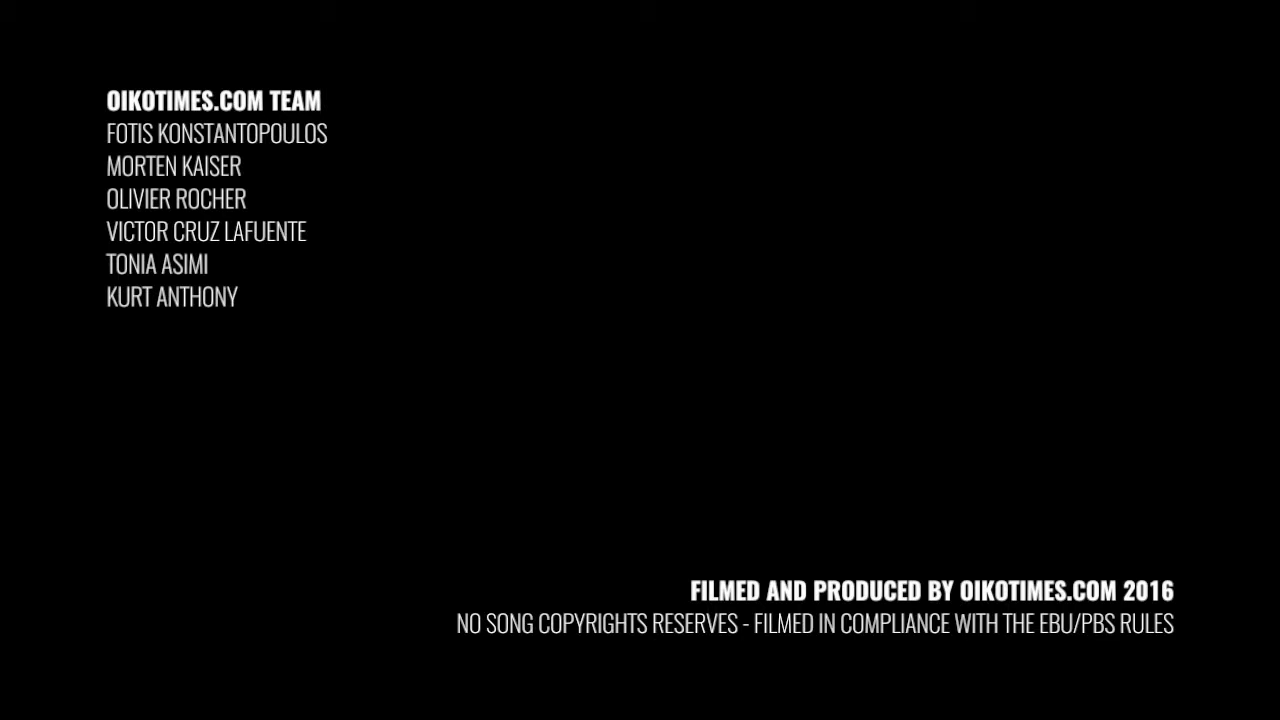 OIKOTIMES.COM TEAM
FOTIS KONSTANTOPOULOS
MORTEN KAISER
OLIVIER ROCHER
VICTOR CRUZ LAFUENTE
TONIA ASIMI
KURT ANTHONY
FILMED AND PRODUCED BY OIKOTIMES.COM 2016
NO SONG COPYRIGHTS RESERVES - FILMED IN COMPLIANCE WITH THE EBU/PBS RULES